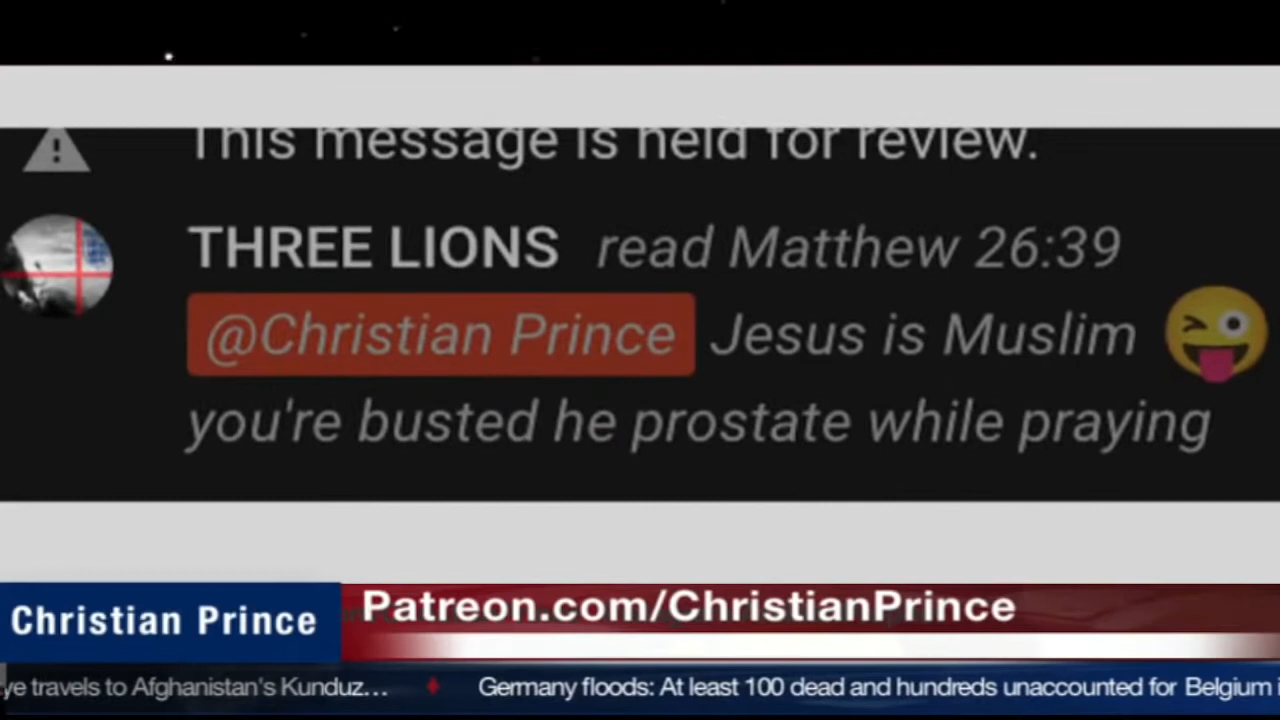 This message is held for review.
THREE LIONS read Matthew 26:39
@Christian Prince Jesus is Muslim 😜
you're busted he prostate while praying
Christian Prince
Patreon.com/ChristianPrince
ye travels to Afghanistan's Kunduz... ♦ Germany floods: At least 100 dead and hundreds unaccounted for Belgium